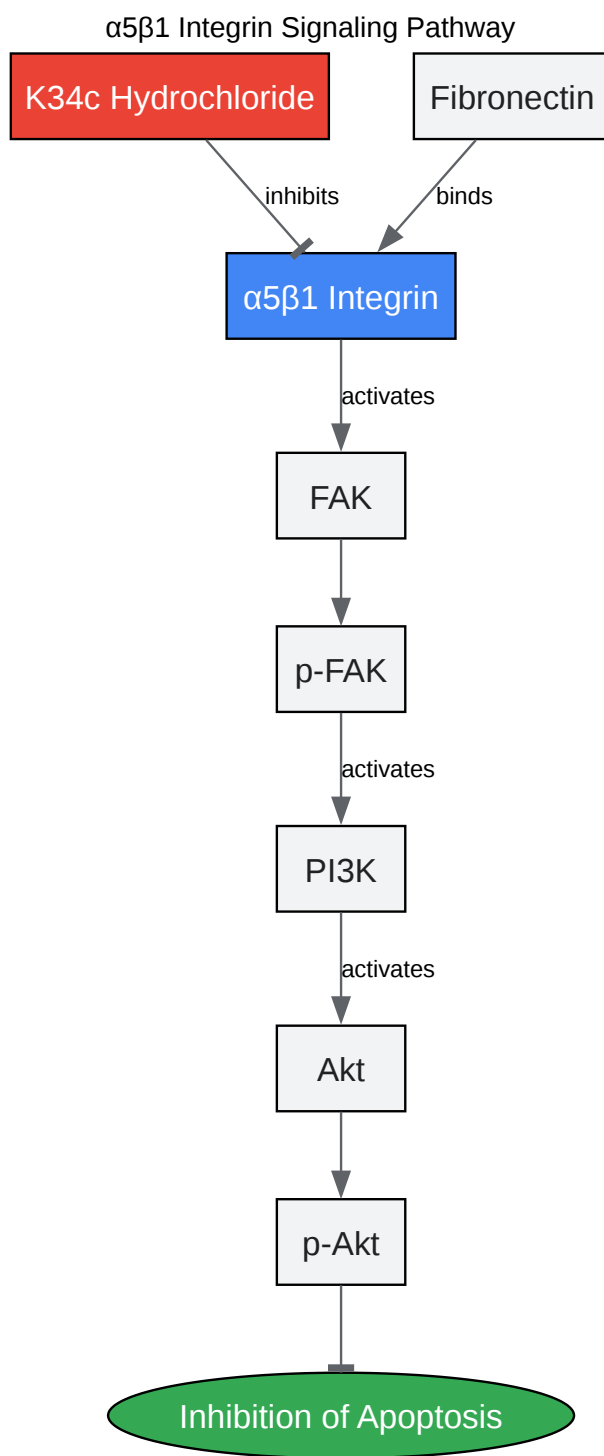 α5β1 Integrin Signaling Pathway
K34c Hydrochloride
Fibronectin
inhibits
binds
α5β1 Integrin
activates
FAK
p-FAK
activates
PI3K
activates
Akt
p-Akt
Inhibition of Apoptosis